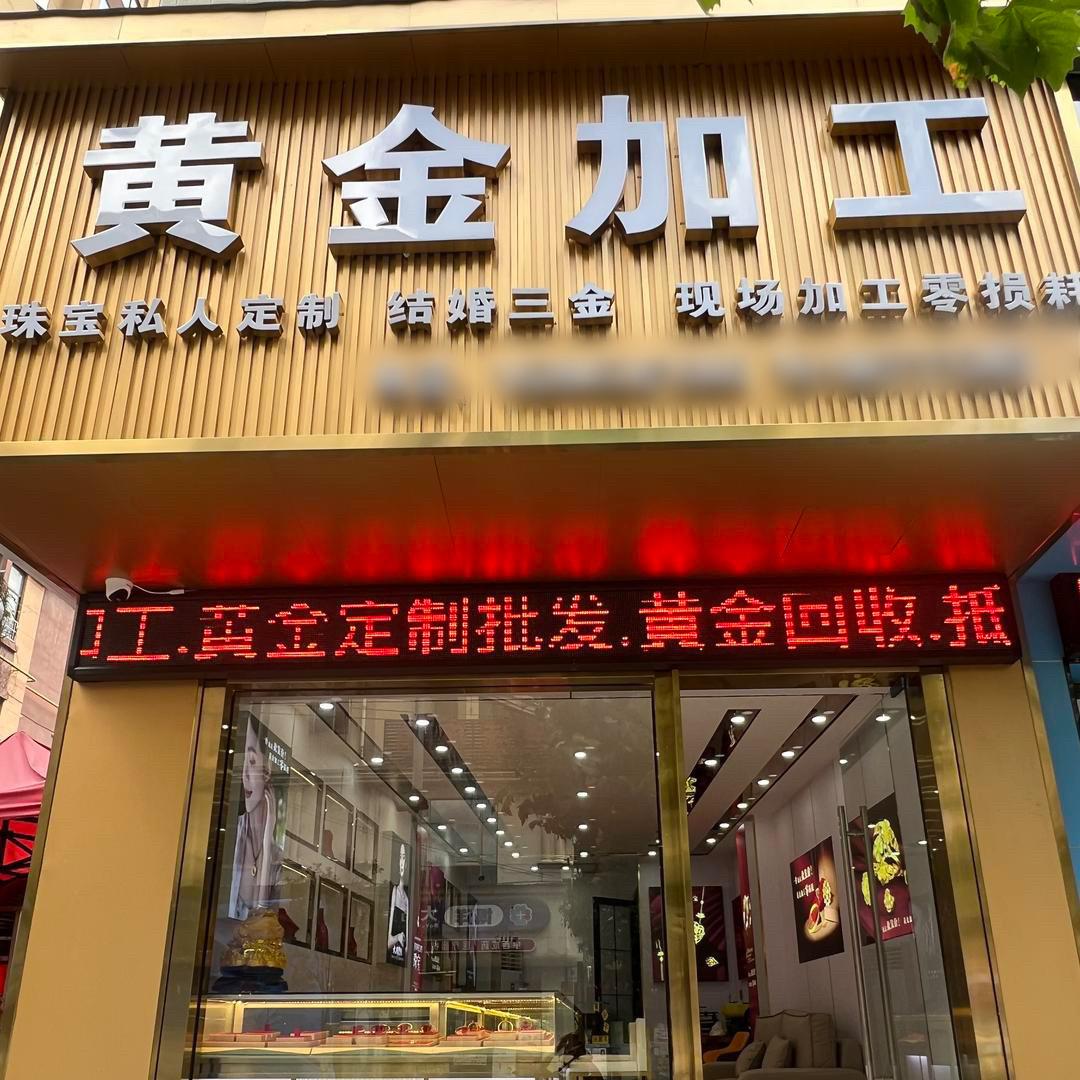 黄金加工
珠宝私人定制 结婚三金 现场加工零损耗
工.黄金定制批发.黄金回收.抵